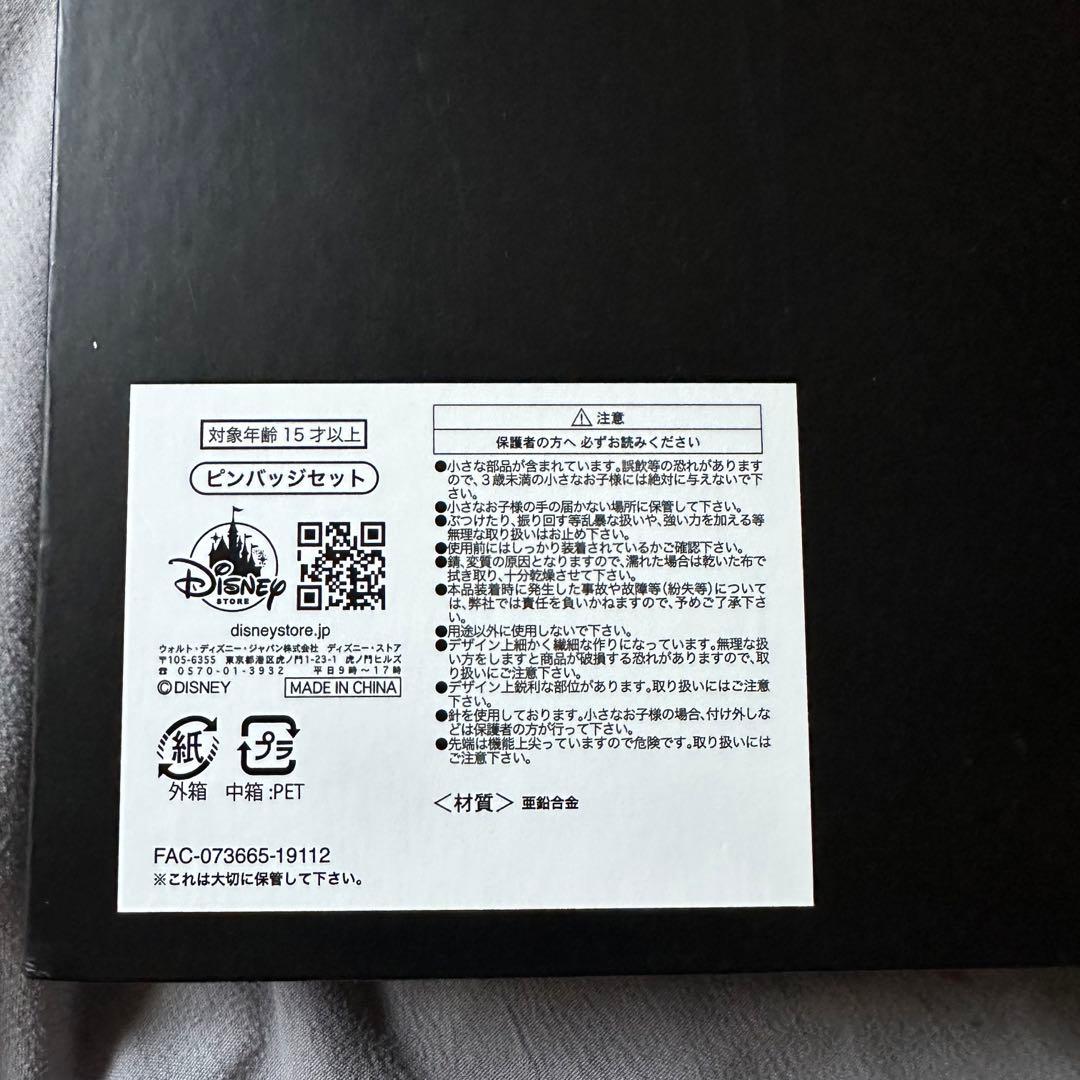 対象年齢 15才以上
ピンバッジセット
DISNEY
STORE
disneystore.jp
ウォルト・ディズニー・ジャパン株式会社 ディズニー・ストア
〒105-6355 東京都港区虎ノ門1-23-1 虎ノ門ヒルズ
☎ 0570-01-3932 平日9時〜17時
©DISNEY MADE IN CHINA
紙 プラ
外箱 中箱:PET
FAC-073665-19112
※これは大切に保管して下さい。
⚠ 注意
保護者の方へ 必ずお読みください
●小さな部品が含まれています。誤飲等の恐れがあります
ので、3歳未満の小さなお子様には絶対に与えないで下
さい。
●小さなお子様の手の届かない場所に保管して下さい。
●ぶつけたり、振り回す等乱暴な扱いや、強い力を加える等
無理な取り扱いはお止め下さい。
●使用前にはしっかり装着されているかご確認下さい。
●錆、変質の原因となりますので、濡れた場合は乾いた布で
拭き取り、十分乾燥させて下さい。
●本品装着時に発生した事故や故障等(紛失等)について
は、弊社では責任を負いかねますので、予めご了承下さ
い。
●用途以外に使用しないで下さい。
●デザイン上細かく繊細な作りになっています。無理な扱
い方をしますと商品が破損する恐れがありますので、取
り扱いにご注意下さい。
●デザイン上鋭利な部位があります。取り扱いにはご注意
下さい。
●針を使用しております。小さなお子様の場合、付け外しな
どは保護者の方が行って下さい。
●先端は機能上尖っていますので危険です。取り扱いには
ご注意下さい。
<材質> 亜鉛合金